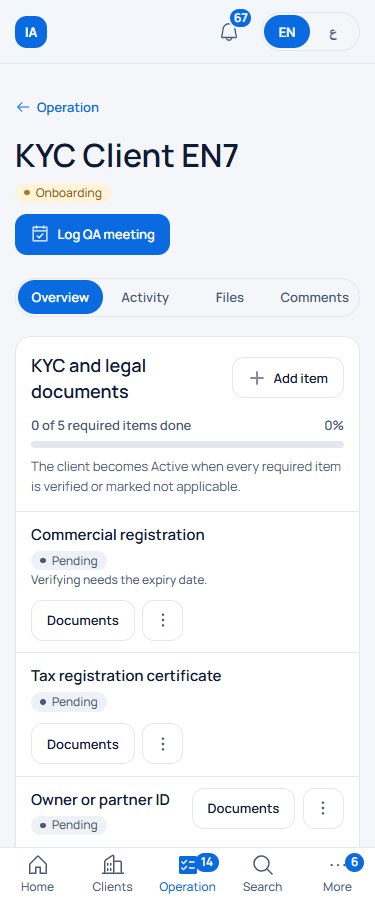 IA
67
EN
ع
Operation
KYC Client EN7
Onboarding
Log QA meeting
Overview Activity Files Comments
KYC and legal
documents
Add item
0 of 5 required items done 0%
The client becomes Active when every required item
is verified or marked not applicable.
Commercial registration
Pending
Verifying needs the expiry date.
Documents
Tax registration certificate
Pending
Documents
Owner or partner ID
Documents
Pending
14
6
Home Clients Operation Search More